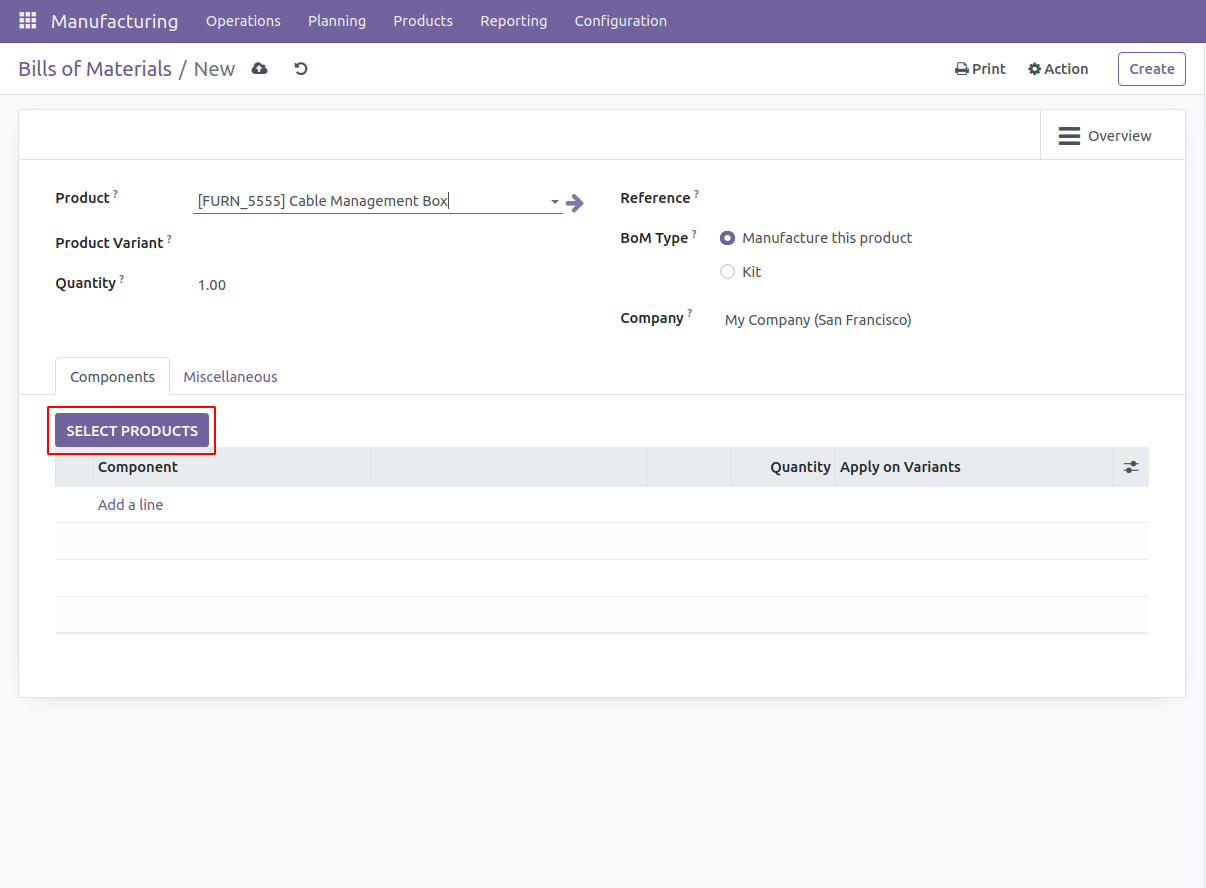 Manufacturing Operations Planning Products Reporting Configuration
Bills of Materials / New Print Action Create
Overview
Product ? [FURN_5555] Cable Management Box
Product Variant ?
Quantity ? 1.00
Reference ?
BoM Type ? Manufacture this product
Kit
Company ? My Company (San Francisco)
Components Miscellaneous
SELECT PRODUCTS
Component Quantity Apply on Variants
Add a line